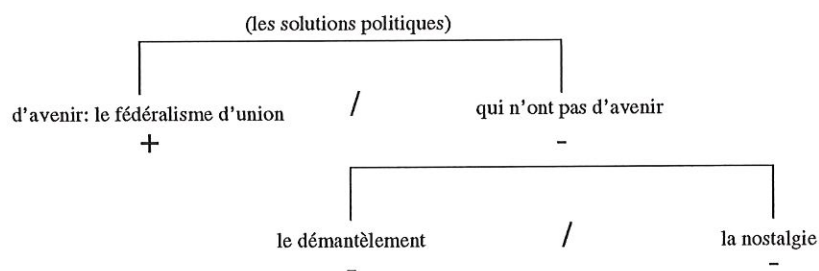 (les solutions politiques)
d'avenir: le fédéralisme d'union / qui n'ont pas d'avenir
+ -
le démantèlement / la nostalgie
- -